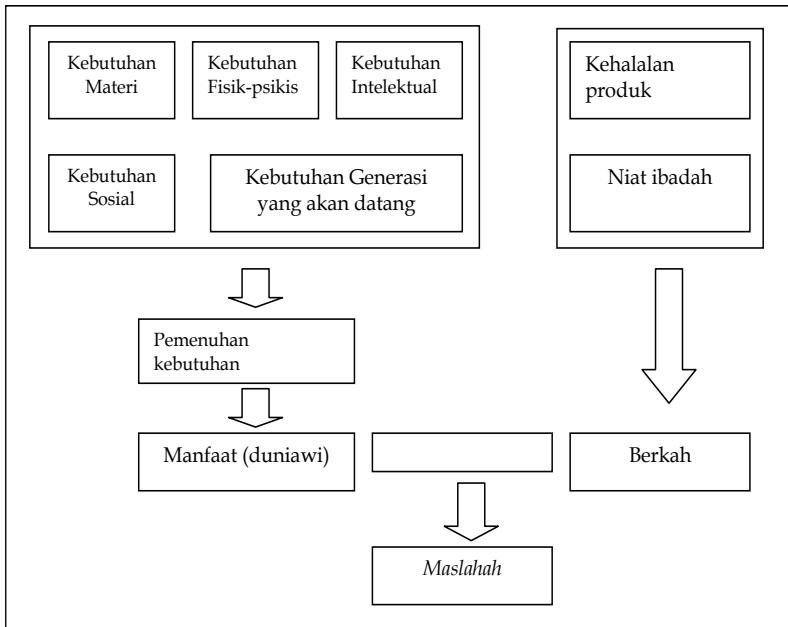 Kebutuhan
Materi
Kebutuhan
Fisik-psikis
Kebutuhan
Intelektual
Kebutuhan
Sosial
Kebutuhan Generasi
yang akan datang
Kehalalan
produk
Niat ibadah
Pemenuhan
kebutuhan
Manfaat (duniawi)
Berkah
Maslahah